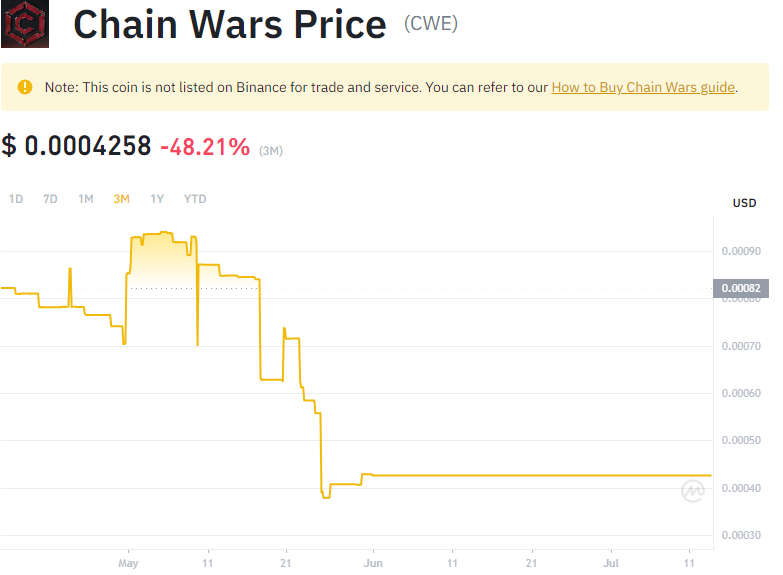 Chain Wars Price (CWE)
Note: This coin is not listed on Binance for trade and service. You can refer to our How to Buy Chain Wars guide.
$ 0.0004258 -48.21% (3M)
1D 7D 1M 3M 1Y YTD
USD
0.00090
0.00082
0.00080
0.00070
0.00060
0.00050
0.00040
0.00030
May 11 21 Jun 11 21 Jul 11